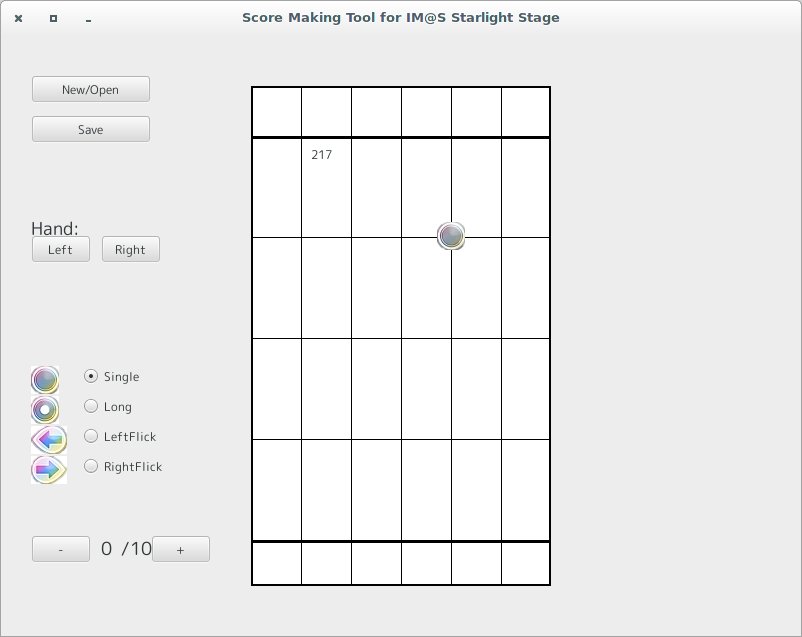 Score Making Tool for IM@S Starlight Stage
New/Open
Save
217
Hand:
Left Right
Single
Long
LeftFlick
RightFlick
- 0 /10 +